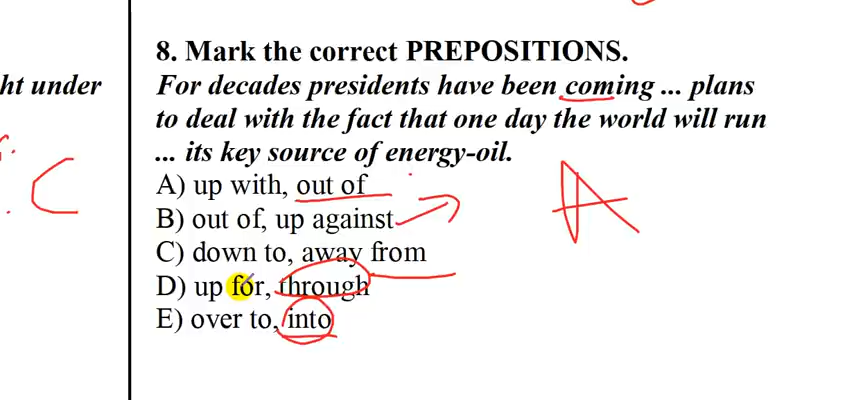 8. Mark the correct PREPOSITIONS.
ht under
For decades presidents have been coming ... plans
to deal with the fact that one day the world will run
... its key source of energy-oil.
A) up with, out of
B) out of, up against
C) down to, away from
D) up for, through
E) over to, into
C
A